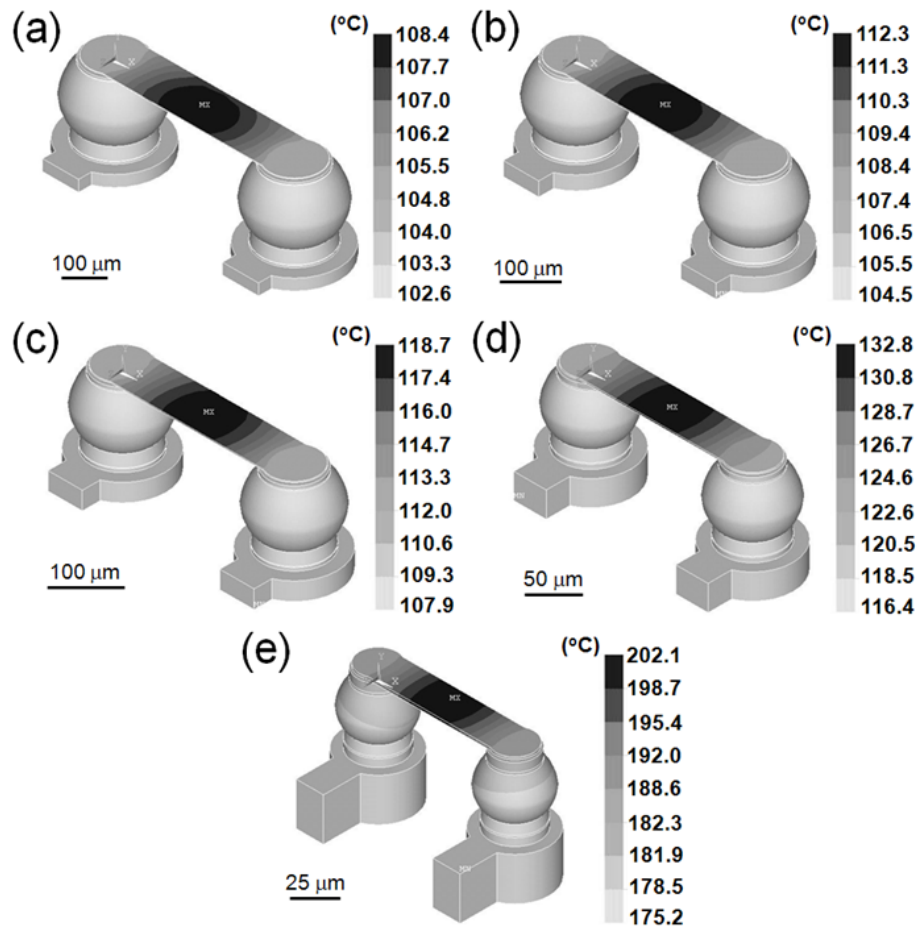 (a)
(°C)
108.4
107.7
107.0
106.2
105.5
104.8
104.0
103.3
102.6
X
MX
100 µm
(b)
(°C)
112.3
111.3
110.3
109.4
108.4
107.4
106.5
105.5
104.5
X
MX
100 µm
(c)
(°C)
118.7
117.4
116.0
114.7
113.3
112.0
110.6
109.3
107.9
X
MX
100 µm
(d)
(°C)
132.8
130.8
128.7
126.7
124.6
122.6
120.5
118.5
116.4
X
MX
MN
50 µm
(e)
(°C)
202.1
198.7
195.4
192.0
188.6
182.3
181.9
178.5
175.2
Y
X
MX
25 µm